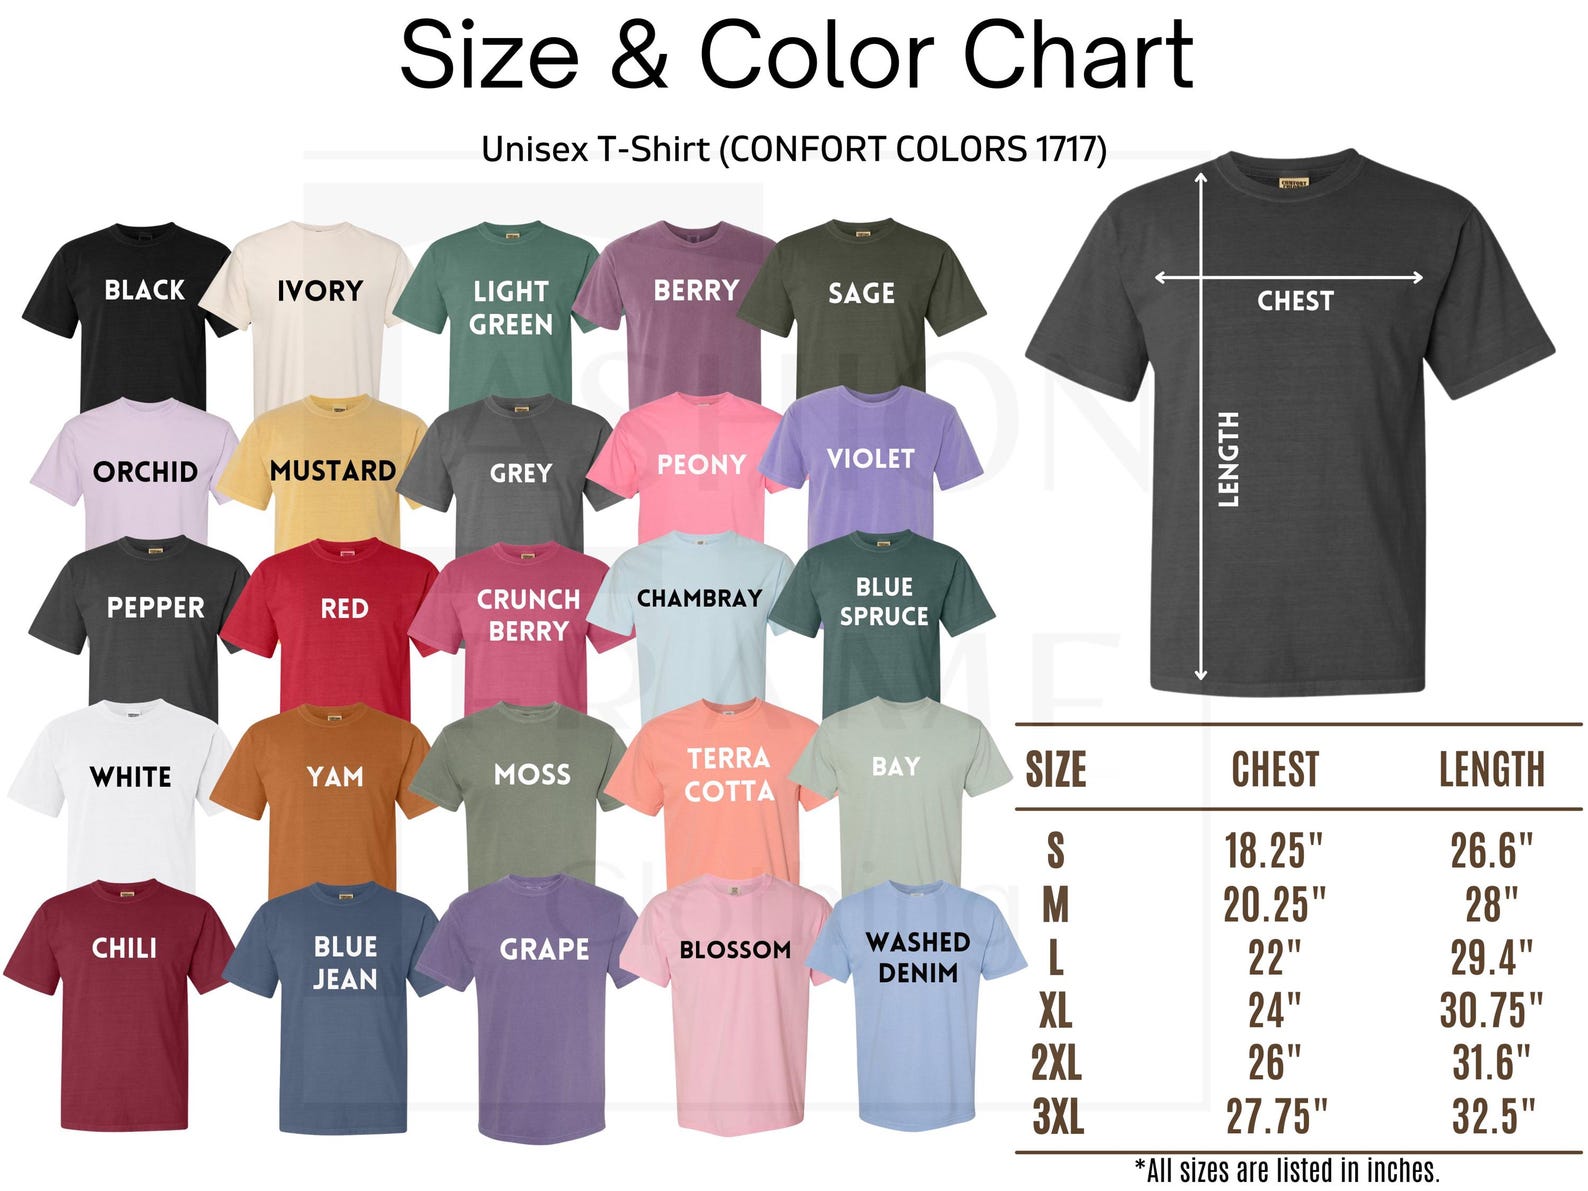 Size & Color Chart
Unisex T-Shirt (CONFORT COLORS 1717)
BLACK
IVORY
LIGHT
GREEN
BERRY
SAGE
ORCHID
MUSTARD
GREY
PEONY
VIOLET
PEPPER
RED
CRUNCH
BERRY
CHAMBRAY
BLUE
SPRUCE
WHITE
YAM
MOSS
TERRA
COTTA
BAY
CHILI
BLUE
JEAN
GRAPE
BLOSSOM
WASHED
DENIM
CHEST
LENGTH
SIZE CHEST LENGTH
S 18.25" 26.6"
M 20.25" 28"
L 22" 29.4"
XL 24" 30.75"
2XL 26" 31.6"
3XL 27.75" 32.5"
*All sizes are listed in inches.
FASHION
FRAME
Clothing